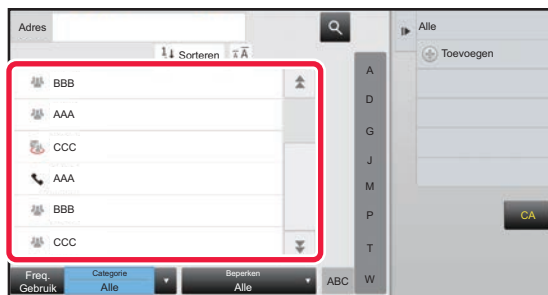 Adres
Sorteren
BBB
AAA
CCC
AAA
BBB
CCC
A
D
G
J
M
P
T
W
ABC
Freq. Gebruik
Categorie
Alle
Beperken
Alle
Alle
Toevoegen
CA